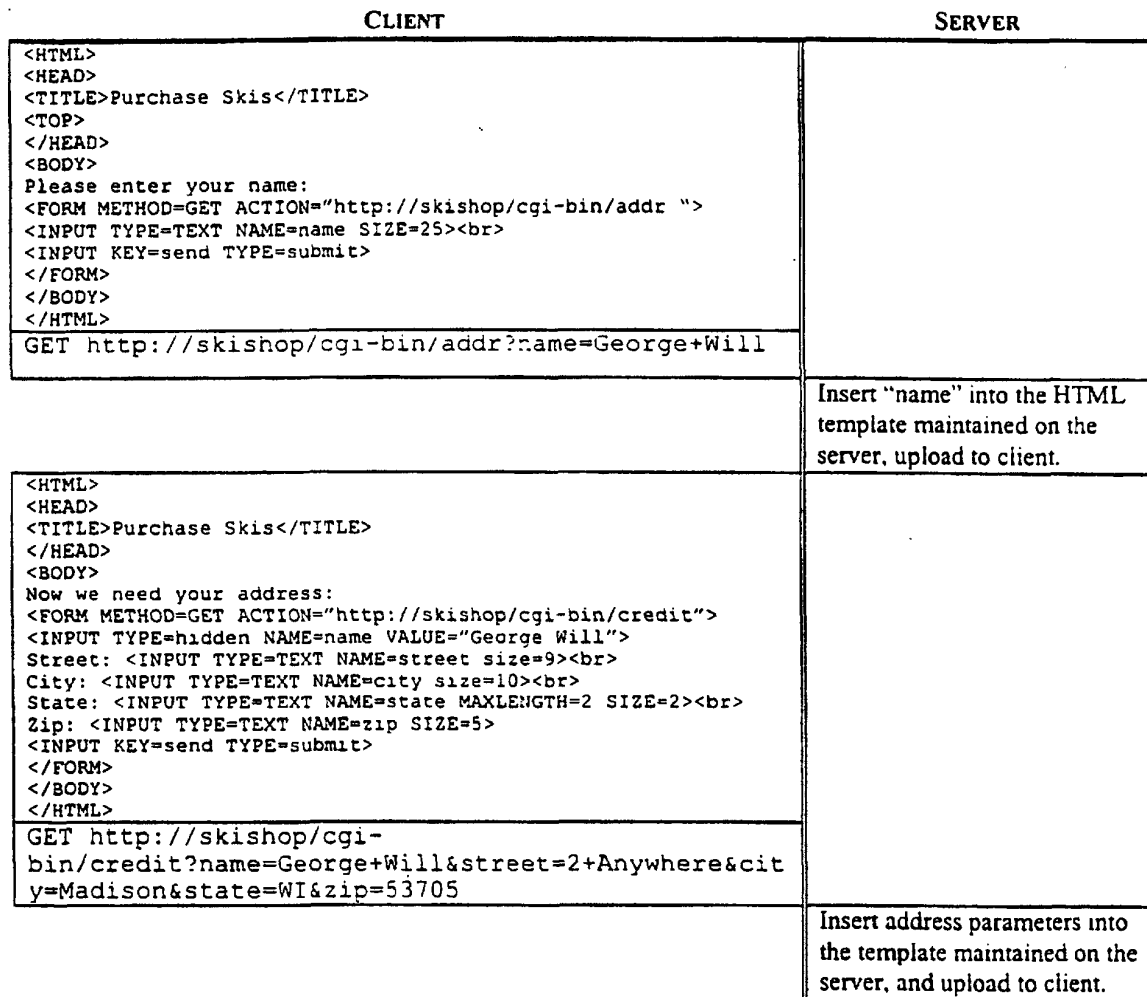 CLIENT
SERVER
<HTML>
<HEAD>
<TITLE>Purchase Skis</TITLE>
<TOP>
</HEAD>
<BODY>
Please enter your name:
<FORM METHOD=GET ACTION="http://skishop/cgi-bin/addr ">
<INPUT TYPE=TEXT NAME=name SIZE=25><br>
<INPUT KEY=send TYPE=submit>
</FORM>
</BODY>
</HTML>
GET http://skishop/cgi-bin/addr?name=George+Will
Insert "name" into the HTML
template maintained on the
server, upload to client.
<HTML>
<HEAD>
<TITLE>Purchase Skis</TITLE>
</HEAD>
<BODY>
Now we need your address:
<FORM METHOD=GET ACTION="http://skishop/cgi-bin/credit">
<INPUT TYPE=hidden NAME=name VALUE="George Will">
Street: <INPUT TYPE=TEXT NAME=street size=9><br>
City: <INPUT TYPE=TEXT NAME=city size=10><br>
State: <INPUT TYPE=TEXT NAME=state MAXLENGTH=2 SIZE=2><br>
Zip: <INPUT TYPE=TEXT NAME=zip SIZE=5>
<INPUT KEY=send TYPE=submit>
</FORM>
</BODY>
</HTML>
GET http://skishop/cgi-
bin/credit?name=George+Will&street=2+Anywhere&cit
y=Madison&state=WI&zip=53705
Insert address parameters into
the template maintained on the
server, and upload to client.